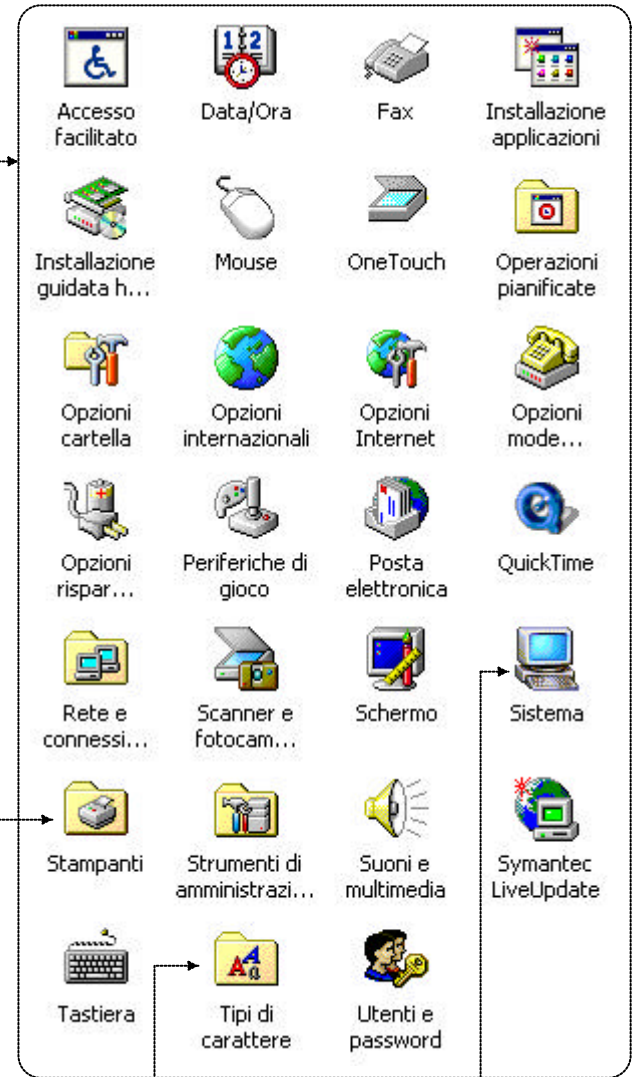 Accesso
facilitato
Data/Ora
Fax
Installazione
applicazioni
Installazione
guidata h...
Mouse
OneTouch
Operazioni
pianificate
Opzioni
cartella
Opzioni
internazionali
Opzioni
Internet
Opzioni
mode...
Opzioni
rispar...
Periferiche di
gioco
Posta
elettronica
QuickTime
Rete e
connessi...
Scanner e
fotocam...
Schermo
Sistema
Stampanti
Strumenti di
amministrazi...
Suoni e
multimedia
Symantec
LiveUpdate
Tastiera
Tipi di
carattere
Utenti e
password